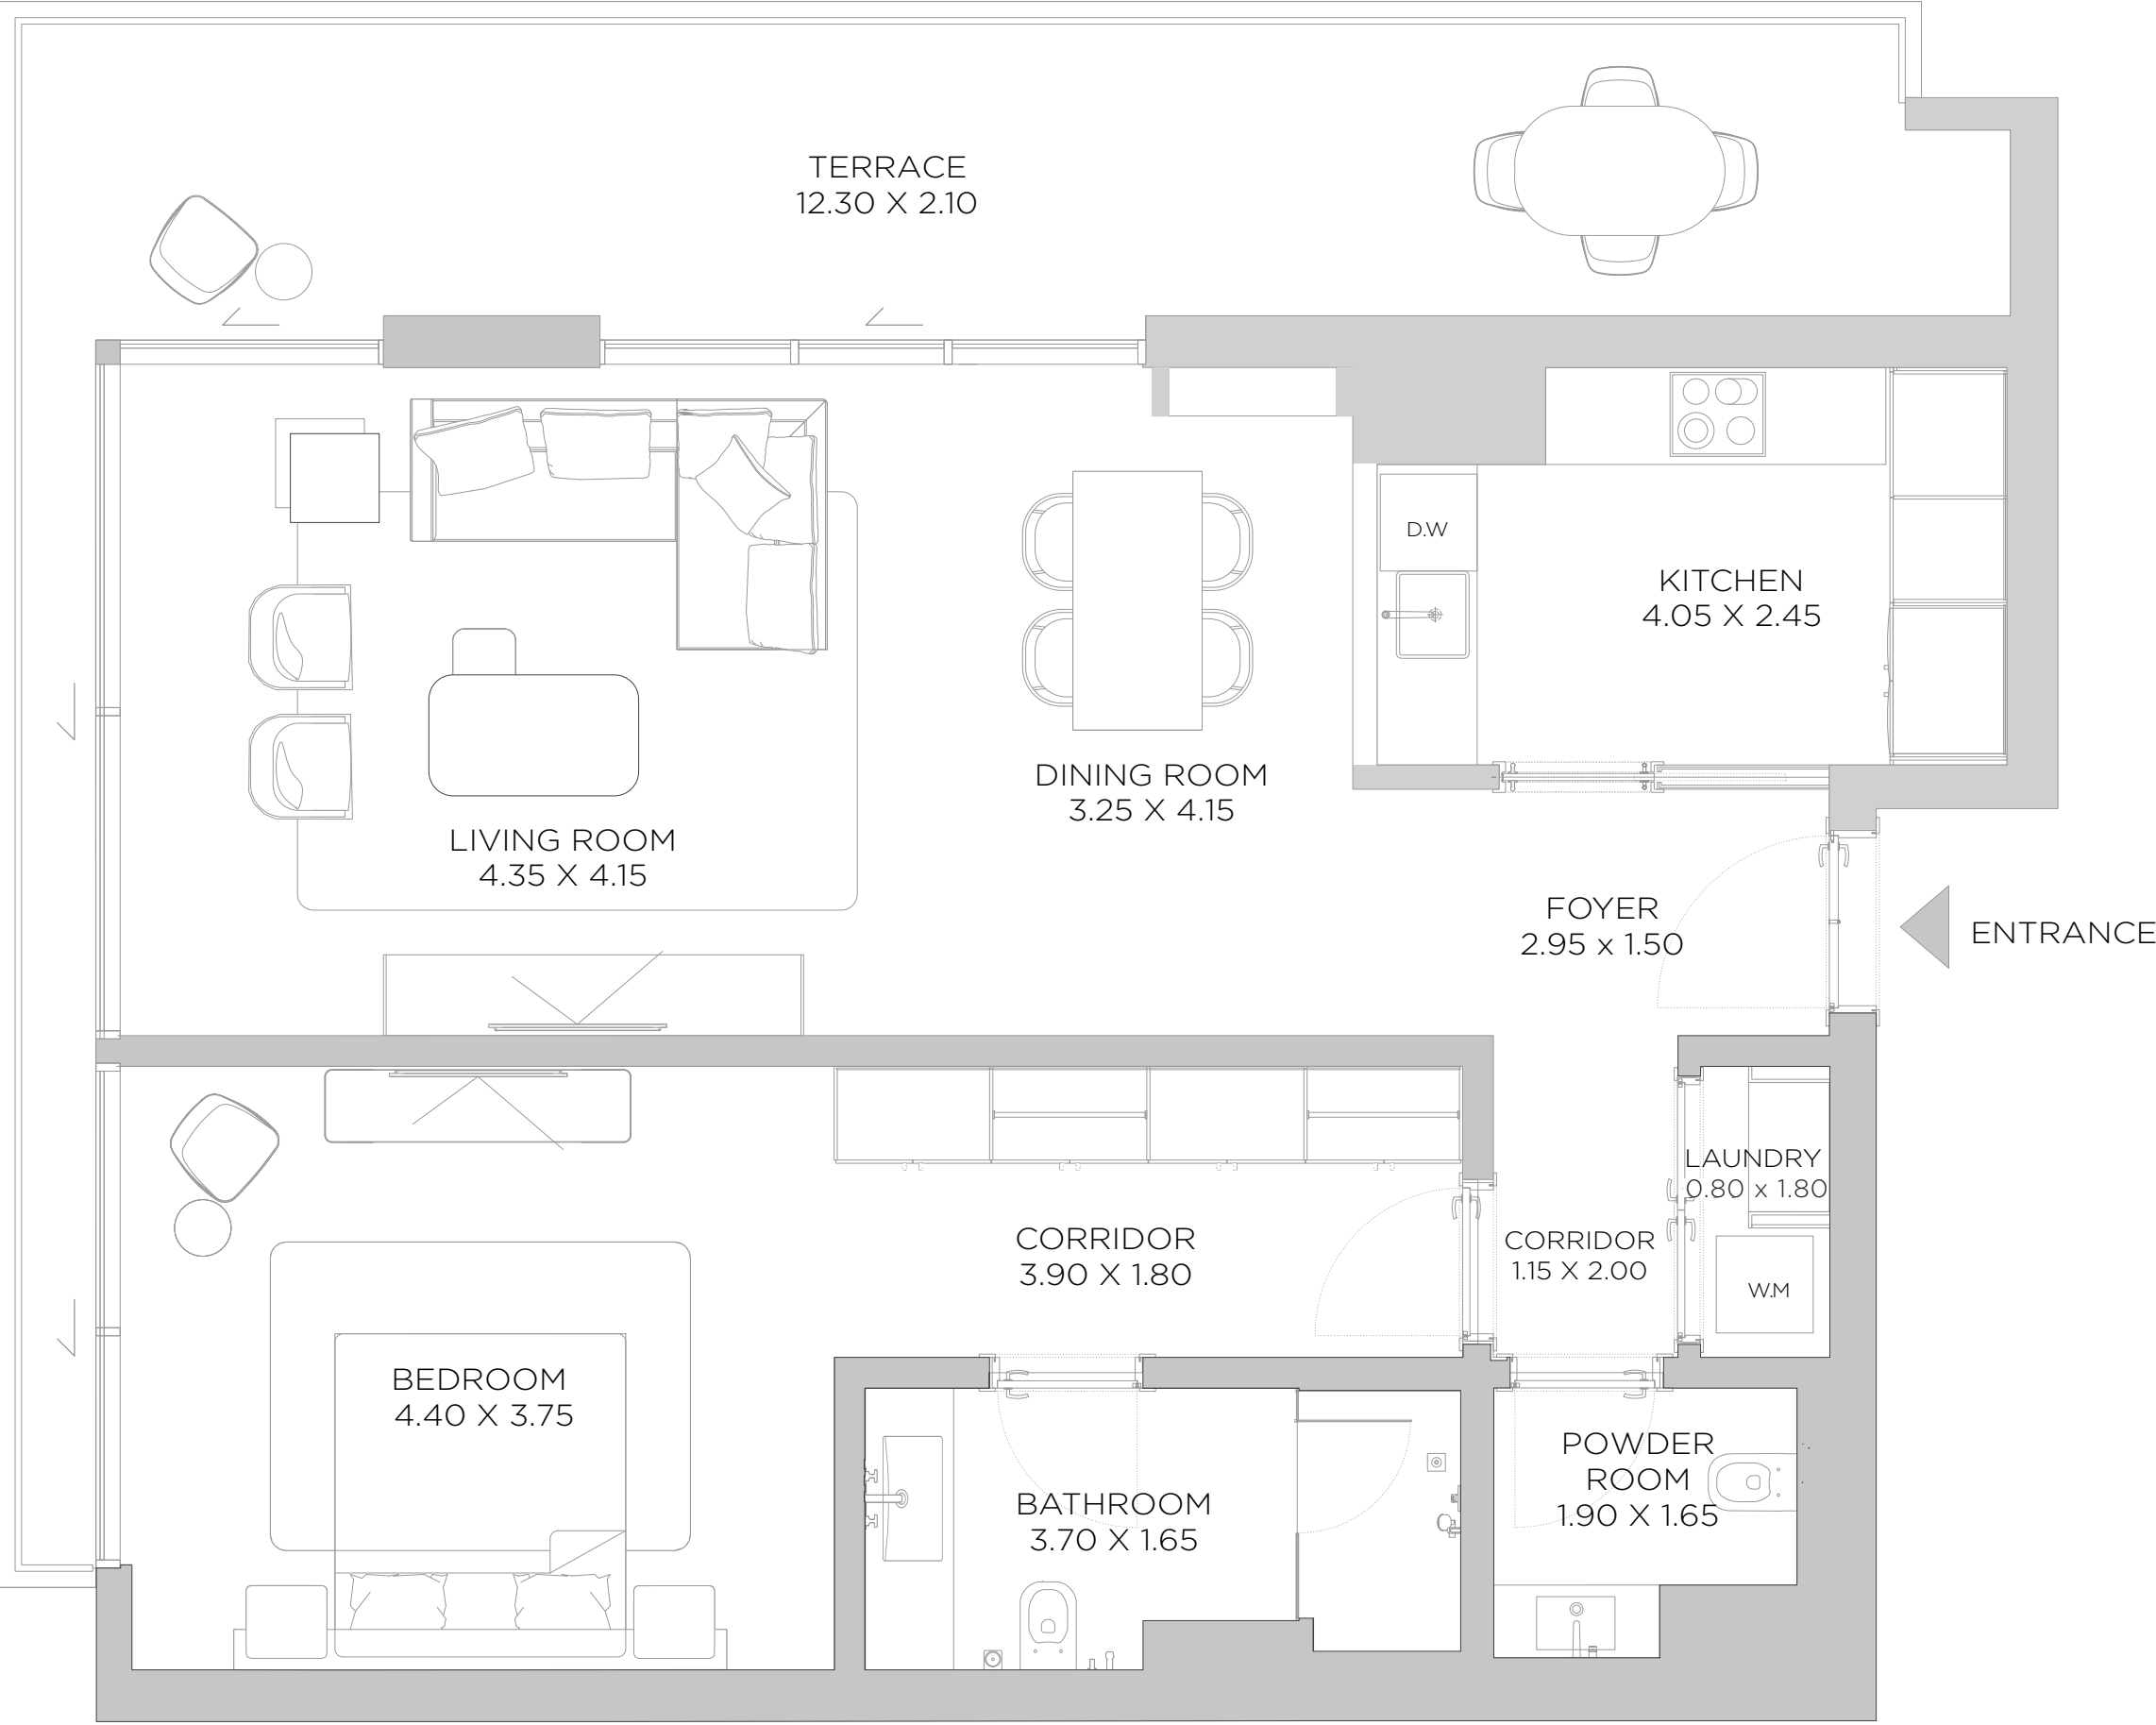 TERRACE
12.30 X 2.10
D.W
KITCHEN
4.05 X 2.45
DINING ROOM
3.25 X 4.15
LIVING ROOM
4.35 X 4.15
FOYER
2.95 x 1.50
ENTRANCE
LAUNDRY
0.80 x 1.80
CORRIDOR
3.90 X 1.80
CORRIDOR
1.15 X 2.00
W.M
BEDROOM
4.40 X 3.75
POWDER
ROOM
1.90 X 1.65
BATHROOM
3.70 X 1.65